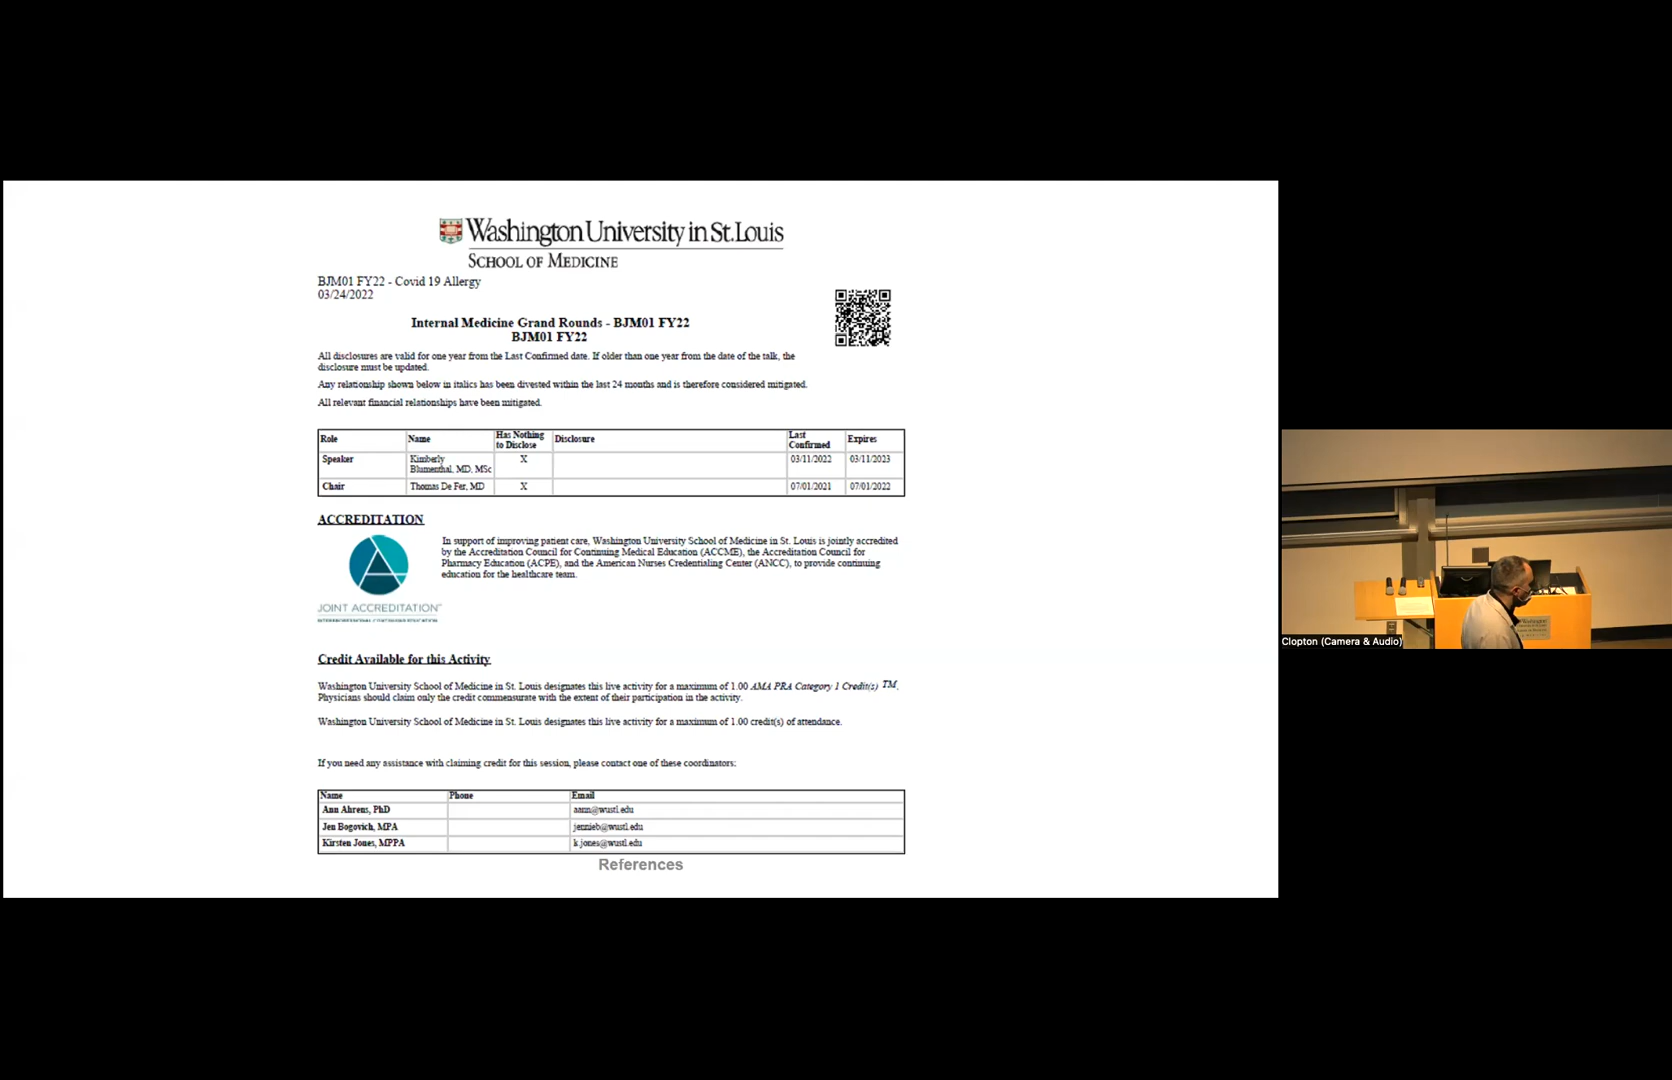 Washington University in St. Louis
SCHOOL OF MEDICINE
BJM01 FY22 - Covid 19 Allergy
03/24/2022
Internal Medicine Grand Rounds - BJM01 FY22
BJM01 FY22
All disclosures are valid for one year from the Last Confirmed date. If older than one year from the date of the talk, the
disclosure must be updated.
Any relationship shown below in italics has been divested within the last 24 months and is therefore considered mitigated.
All relevant financial relationships have been mitigated.
Role Name Has Nothing to Disclose Disclosure Last Confirmed Expires
Speaker Kimberly Blumenthal, MD, MSc X 03/11/2022 03/11/2023
Chair Thomas De Fer, MD X 07/01/2021 07/01/2022
ACCREDITATION
In support of improving patient care, Washington University School of Medicine in St. Louis is jointly accredited
by the Accreditation Council for Continuing Medical Education (ACCME), the Accreditation Council for
Pharmacy Education (ACPE), and the American Nurses Credentialing Center (ANCC), to provide continuing
education for the healthcare team.
JOINT ACCREDITATION™
INTERPROFESSIONAL CONTINUING EDUCATION
Credit Available for this Activity
Washington University School of Medicine in St. Louis designates this live activity for a maximum of 1.00 AMA PRA Category 1 Credit(s) TM.
Physicians should claim only the credit commensurate with the extent of their participation in the activity.
Washington University School of Medicine in St. Louis designates this live activity for a maximum of 1.00 credit(s) of attendance.
If you need any assistance with claiming credit for this session, please contact one of these coordinators:
Name Phone Email
Ann Ahrens, PhD aann@wustl.edu
Jen Bogovich, MPA jennieb@wustl.edu
Kirsten Jones, MPPA k.jones@wustl.edu
References
Clopton (Camera & Audio)
Washington